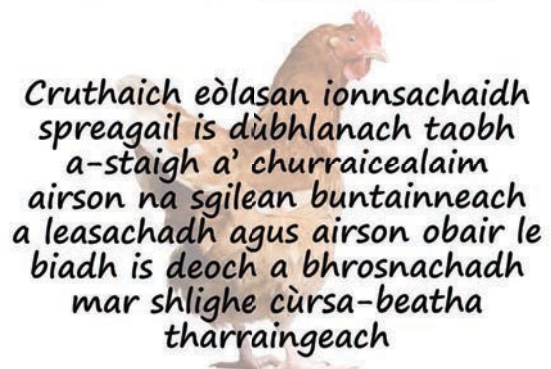 Cruthaich eòlasan ionnsachaidh
spreagail is dùbhlanach taobh
a-staigh a' churraicealaim
airson na sgilean buntainneach
a leasachadh agus airson obair le
biadh is deoch a bhrosnachadh
mar shlighe cùrsa-beatha
tharraingeach